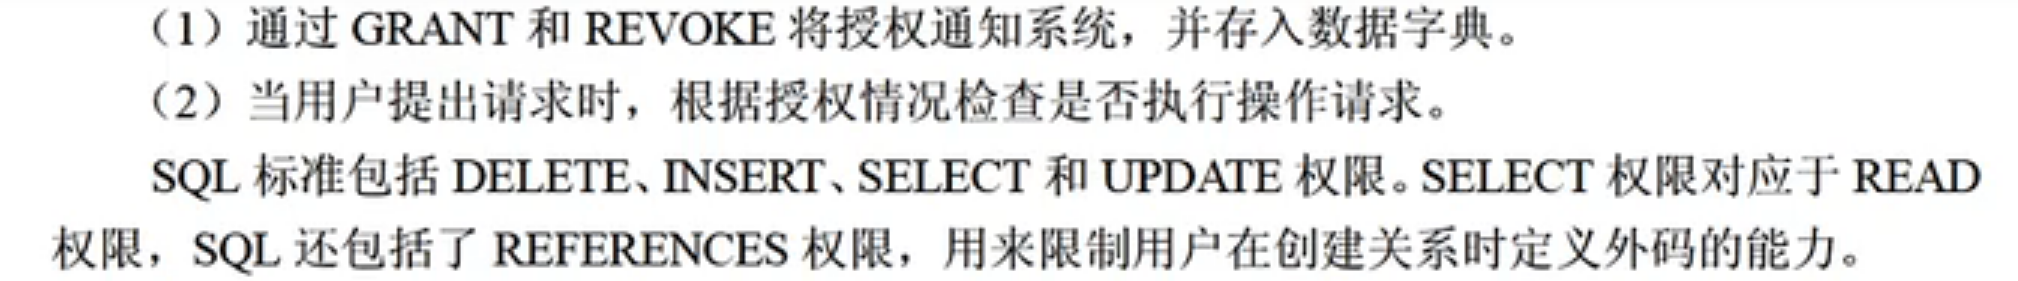 （1）通过 GRANT 和 REVOKE 将授权通知系统，并存入数据字典。
（2）当用户提出请求时，根据授权情况检查是否执行操作请求。
SQL 标准包括 DELETE、INSERT、SELECT 和 UPDATE 权限。SELECT 权限对应于 READ
权限，SQL 还包括了 REFERENCES 权限，用来限制用户在创建关系时定义外码的能力。